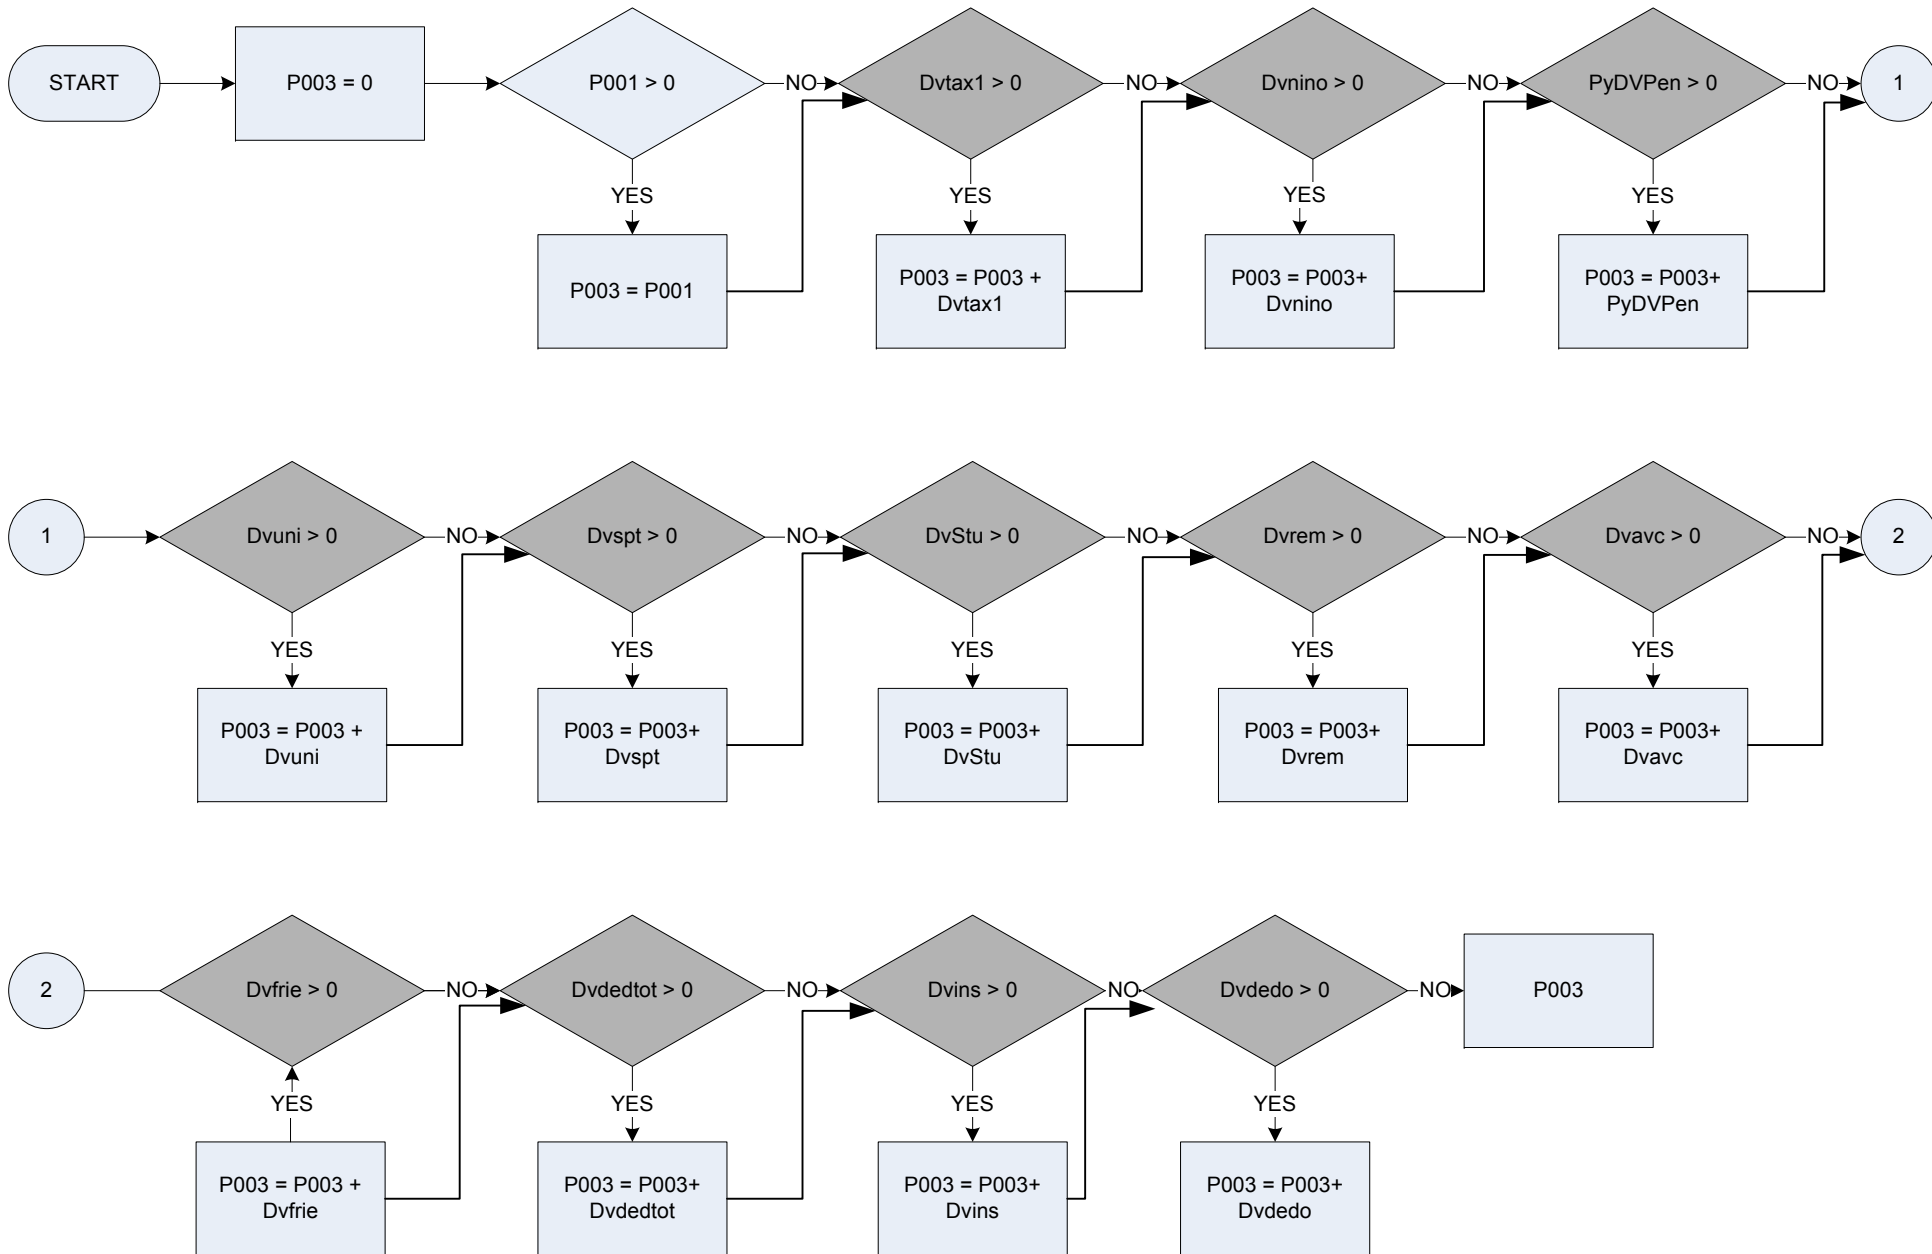 START
P003 = 0
P001 > 0
NO
Dvtax1 > 0
NO
Dvnino > 0
NO
PyDVPen > 0
NO
1
YES
YES
YES
YES
P003 = P001
P003 = P003 +
Dvtax1
P003 = P003+
Dvnino
P003 = P003+
PyDVPen
1
Dvuni > 0
NO
Dvspt > 0
NO
DvStu > 0
NO
Dvrem > 0
NO
Dvavc > 0
NO
2
YES
YES
YES
YES
YES
P003 = P003 +
Dvuni
P003 = P003+
Dvspt
P003 = P003+
DvStu
P003 = P003+
Dvrem
P003 = P003+
Dvavc
2
Dvfrie > 0
NO
Dvdedtot > 0
NO
Dvins > 0
NO
Dvdedo > 0
NO
P003
YES
YES
YES
YES
P003 = P003 +
Dvfrie
P003 = P003+
Dvdedtot
P003 = P003+
Dvins
P003 = P003+
Dvdedo